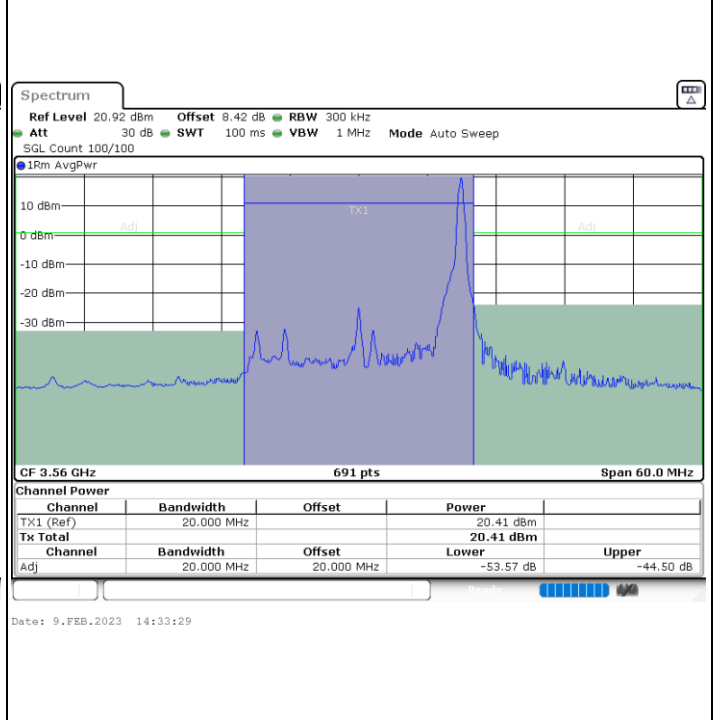 Spectrum
Ref Level 20.92 dBm Offset 8.42 dB RBW 300 kHz
Att 30 dB SWT 100 ms VBW 1 MHz Mode Auto Sweep
SGL Count 100/100
1Rm AvgPwr
10 dBm
TX1
Adj
Adj
0 dBm
-10 dBm
-20 dBm
-30 dBm
CF 3.56 GHz 691 pts Span 60.0 MHz
Channel Power
Channel Bandwidth Offset Power
TX1 (Ref) 20.000 MHz 20.41 dBm
Tx Total 20.41 dBm
Channel Bandwidth Offset Lower Upper
Adj 20.000 MHz 20.000 MHz -53.57 dB -44.50 dB
Ready
Date: 9.FEB.2023 14:33:29